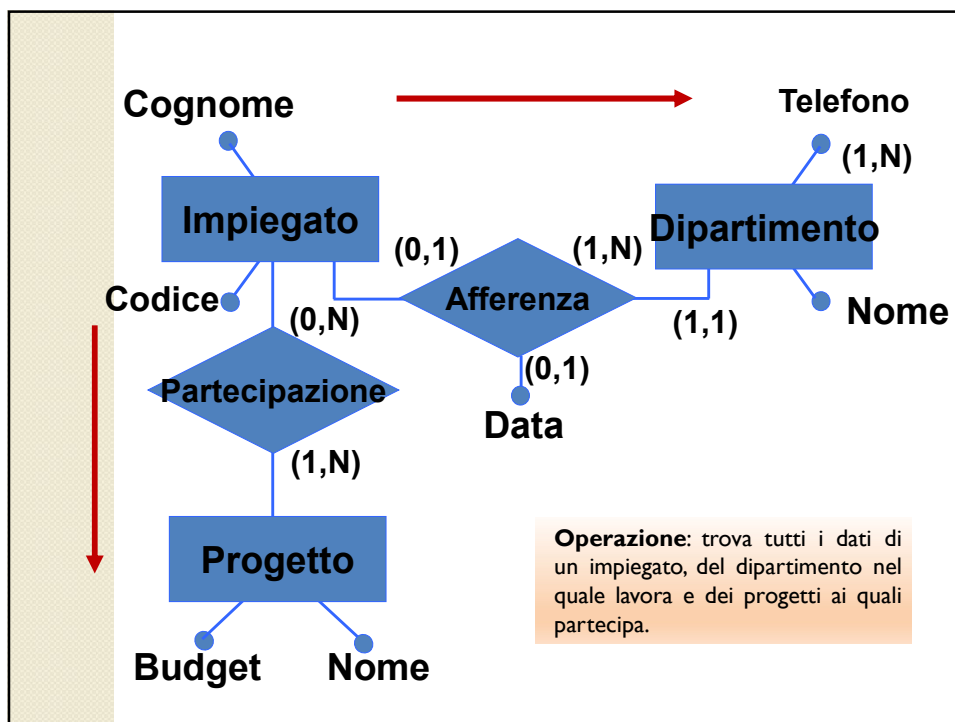 Cognome
Telefono
(1,N)
Impiegato
Dipartimento
(0,1)
(1,N)
Afferenza
Codice
(0,N)
(1,1)
Nome
Partecipazione
(0,1)
Data
(1,N)
Progetto
Budget
Nome
Operazione: trova tutti i dati di
un impiegato, del dipartimento nel
quale lavora e dei progetti ai quali
partecipa.